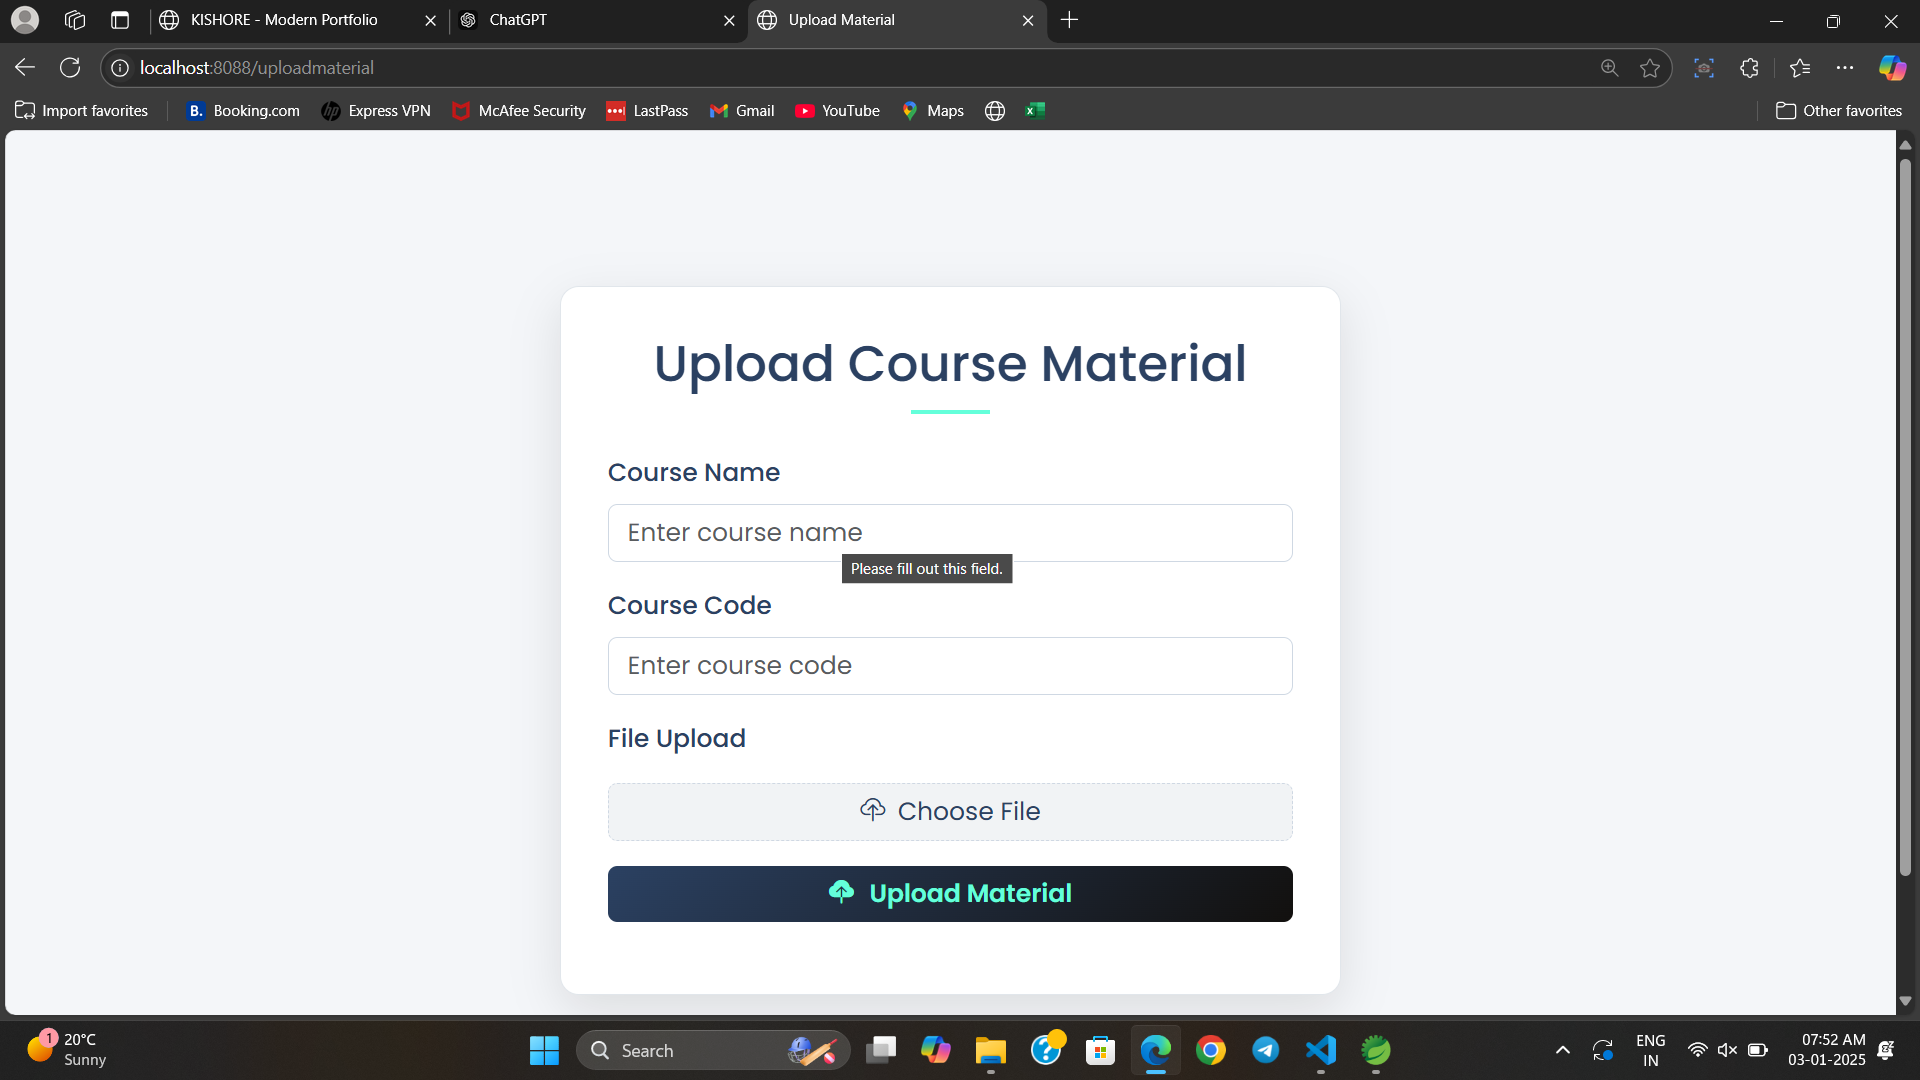 KISHORE - Modern Portfolio
ChatGPT
Upload Material
localhost:8088/uploadmaterial
Import favorites
B. Booking.com
hp Express VPN
McAfee Security
LastPass
Gmail
YouTube
Maps
Other favorites
Upload Course Material
Course Name
Enter course name
Please fill out this field.
Course Code
Enter course code
File Upload
Choose File
Upload Material
1
20°C
Sunny
Search
ENG
IN
07:52 AM
03-01-2025